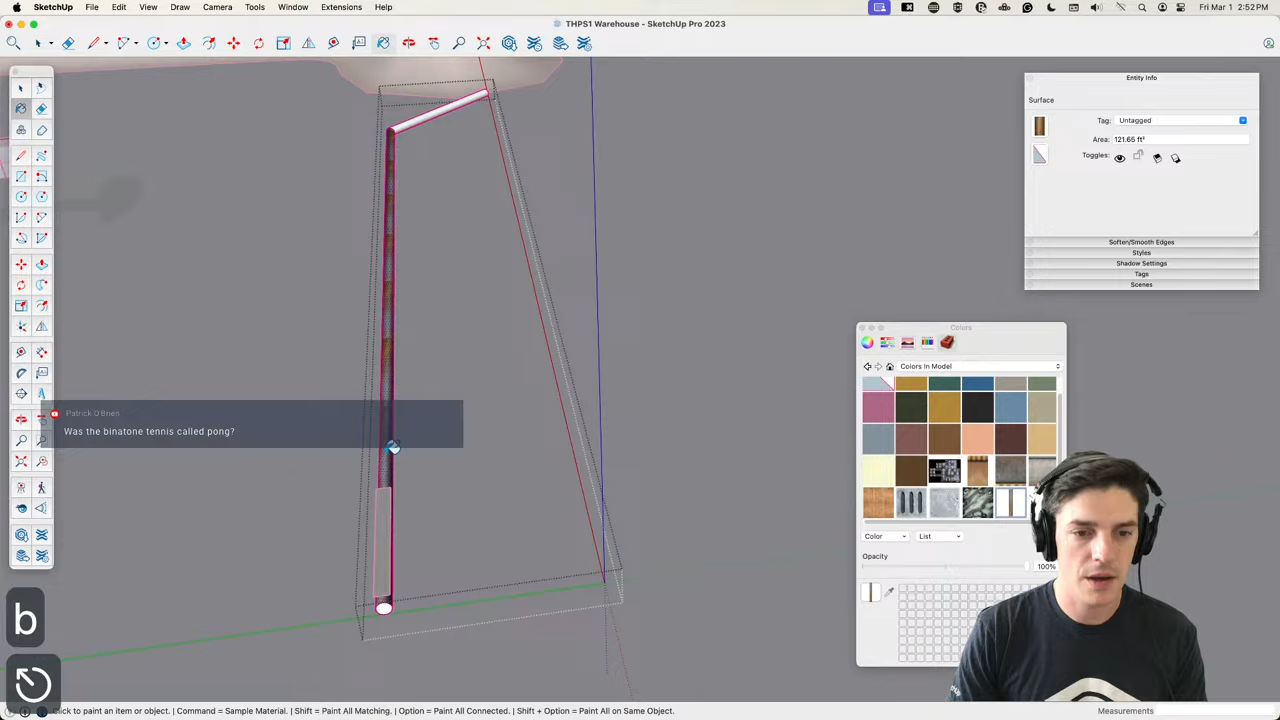 SketchUp
File
Edit
View
Camera
Draw
Tools
Window
Extensions
Help
Fri Mar 1 2:52 PM
THPS1 Warehouse - SketchUp Pro 2023
Entity Info
Surface
Tag:
Untagged
Area:
121.65 ft²
Toggles:
Soften/Smooth Edges
Styles
Shadow Settings
Tags
Scenes
Colors
Colors In Model
Patrick O'Brien
Was the binatone tennis called pong?
Color
List
Opacity
100%
b
Click to paint an item or object. | Command = Sample Material. | Shift = Paint All Matching. | Option = Paint All Connected. | Shift + Option = Paint All on Same Object.
Measurements